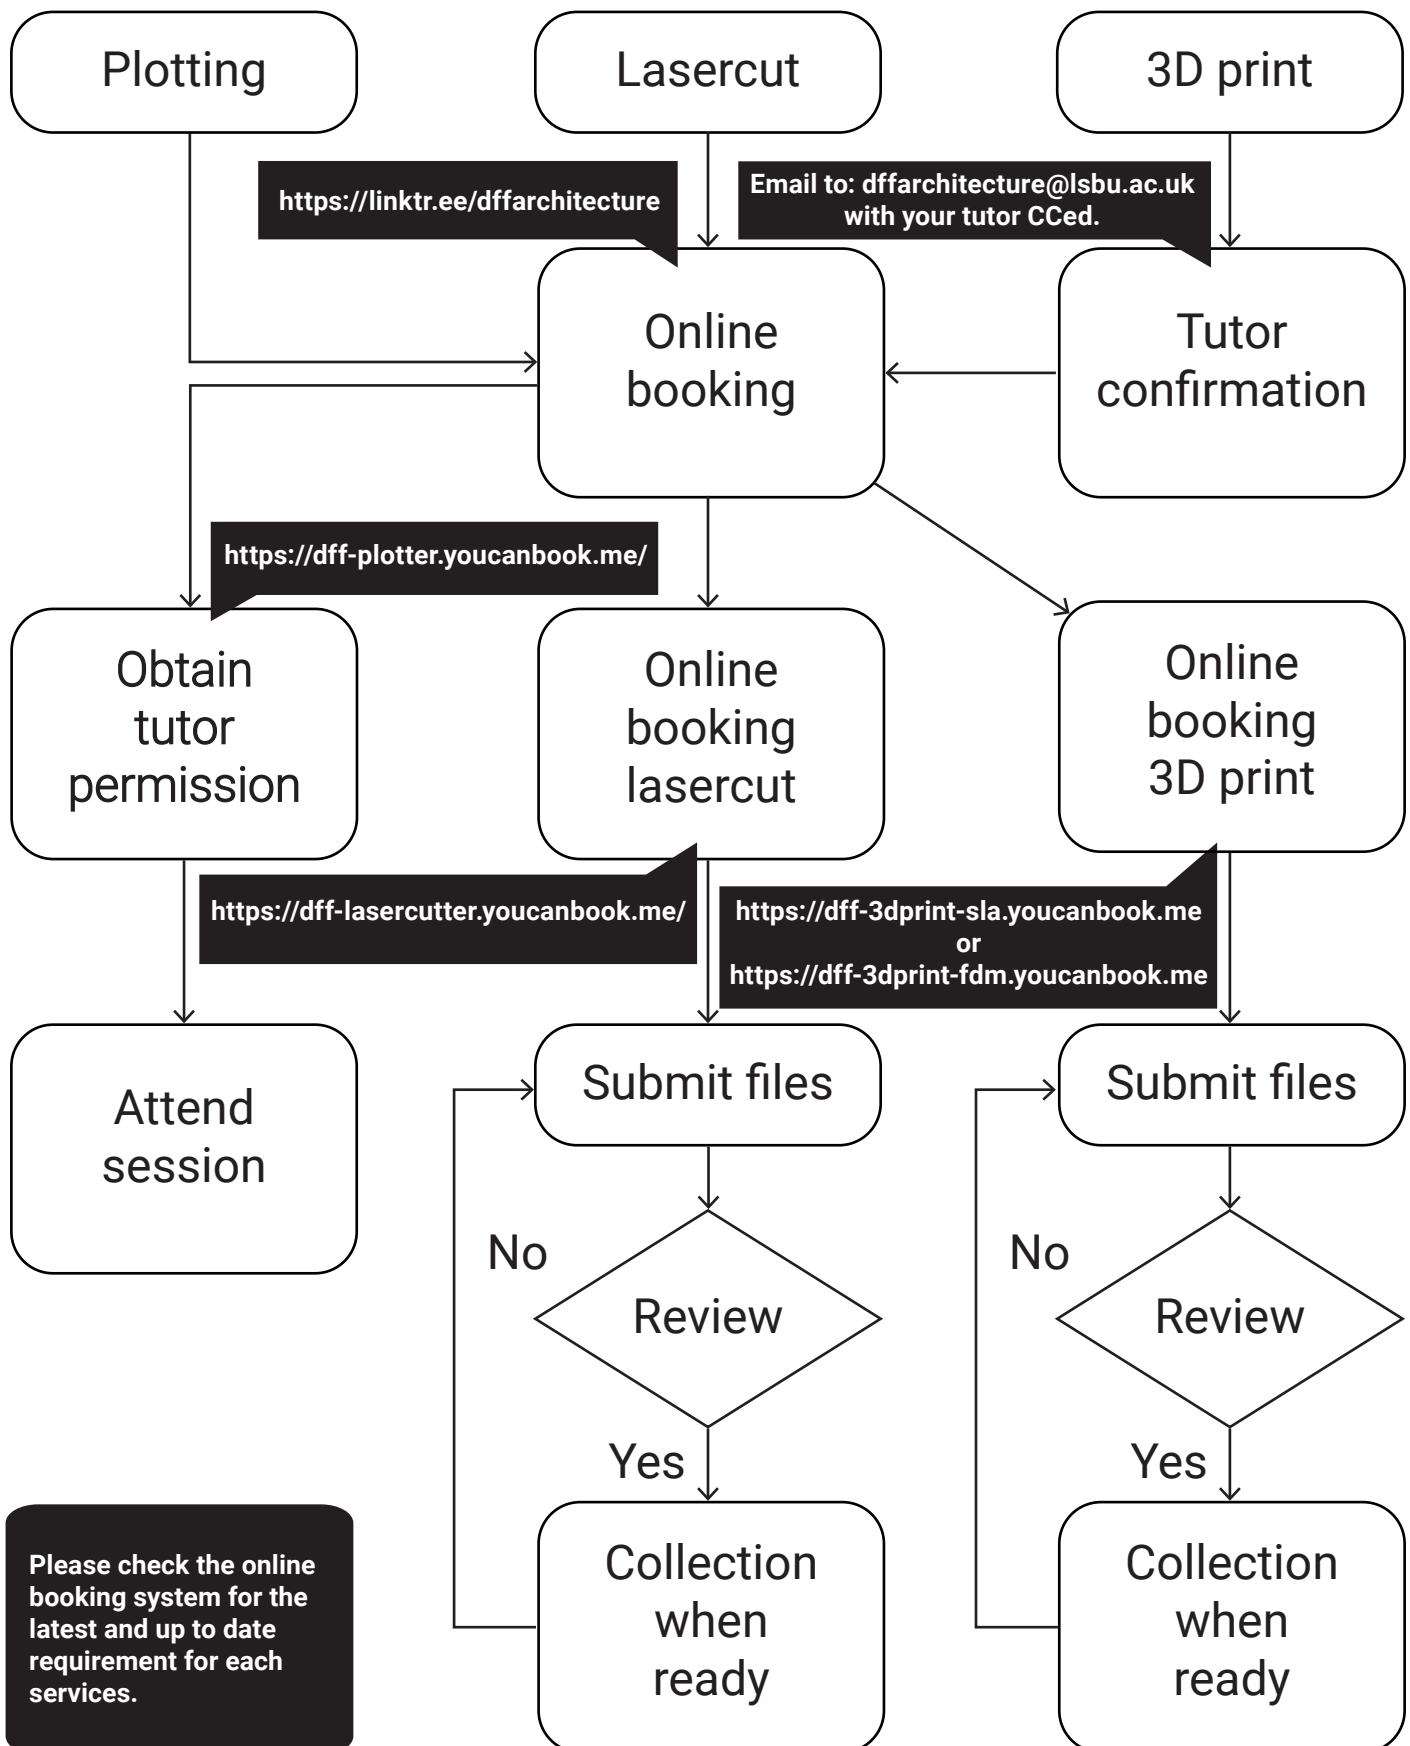 Plotting
Lasercut
3D print
https://linktr.ee/dffarchitecture
Email to: dffarchitecture@lsbu.ac.uk
with your tutor CCed.
Online
booking
Tutor
confirmation
https://dff-plotter.youcanbook.me/
Obtain
tutor
permission
Online
booking
lasercut
Online
booking
3D print
https://dff-lasercutter.youcanbook.me/
https://dff-3dprint-sla.youcanbook.me
or
https://dff-3dprint-fdm.youcanbook.me
Attend
session
Submit files
Submit files
No
Review
No
Review
Yes
Yes
Please check the online
booking system for the
latest and up to date
requirement for each
services.
Collection
when
ready
Collection
when
ready